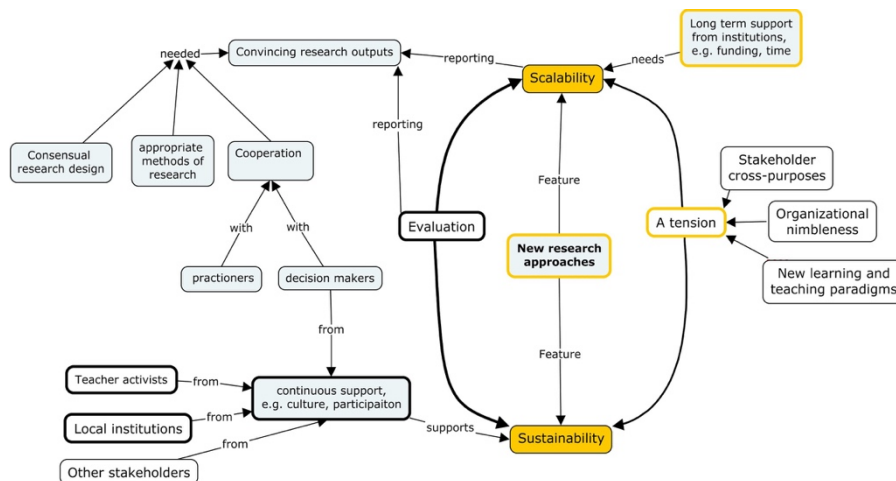 Long term support
from institutions,
e.g. funding, time
needed
Convincing research outputs
reporting
needs
Scalability
reporting
Consensual
research design
appropriate
methods of
research
Cooperation
Stakeholder
cross-purposes
Feature
with
with
Evaluation
New research
approaches
A tension
Organizational
nimbleness
practioners
decision makers
New learning and
teaching paradigms
from
Feature
Teacher activists
from
continuous support,
e.g. culture, participaiton
Local institutions
from
from
supports
Sustainability
Other stakeholders